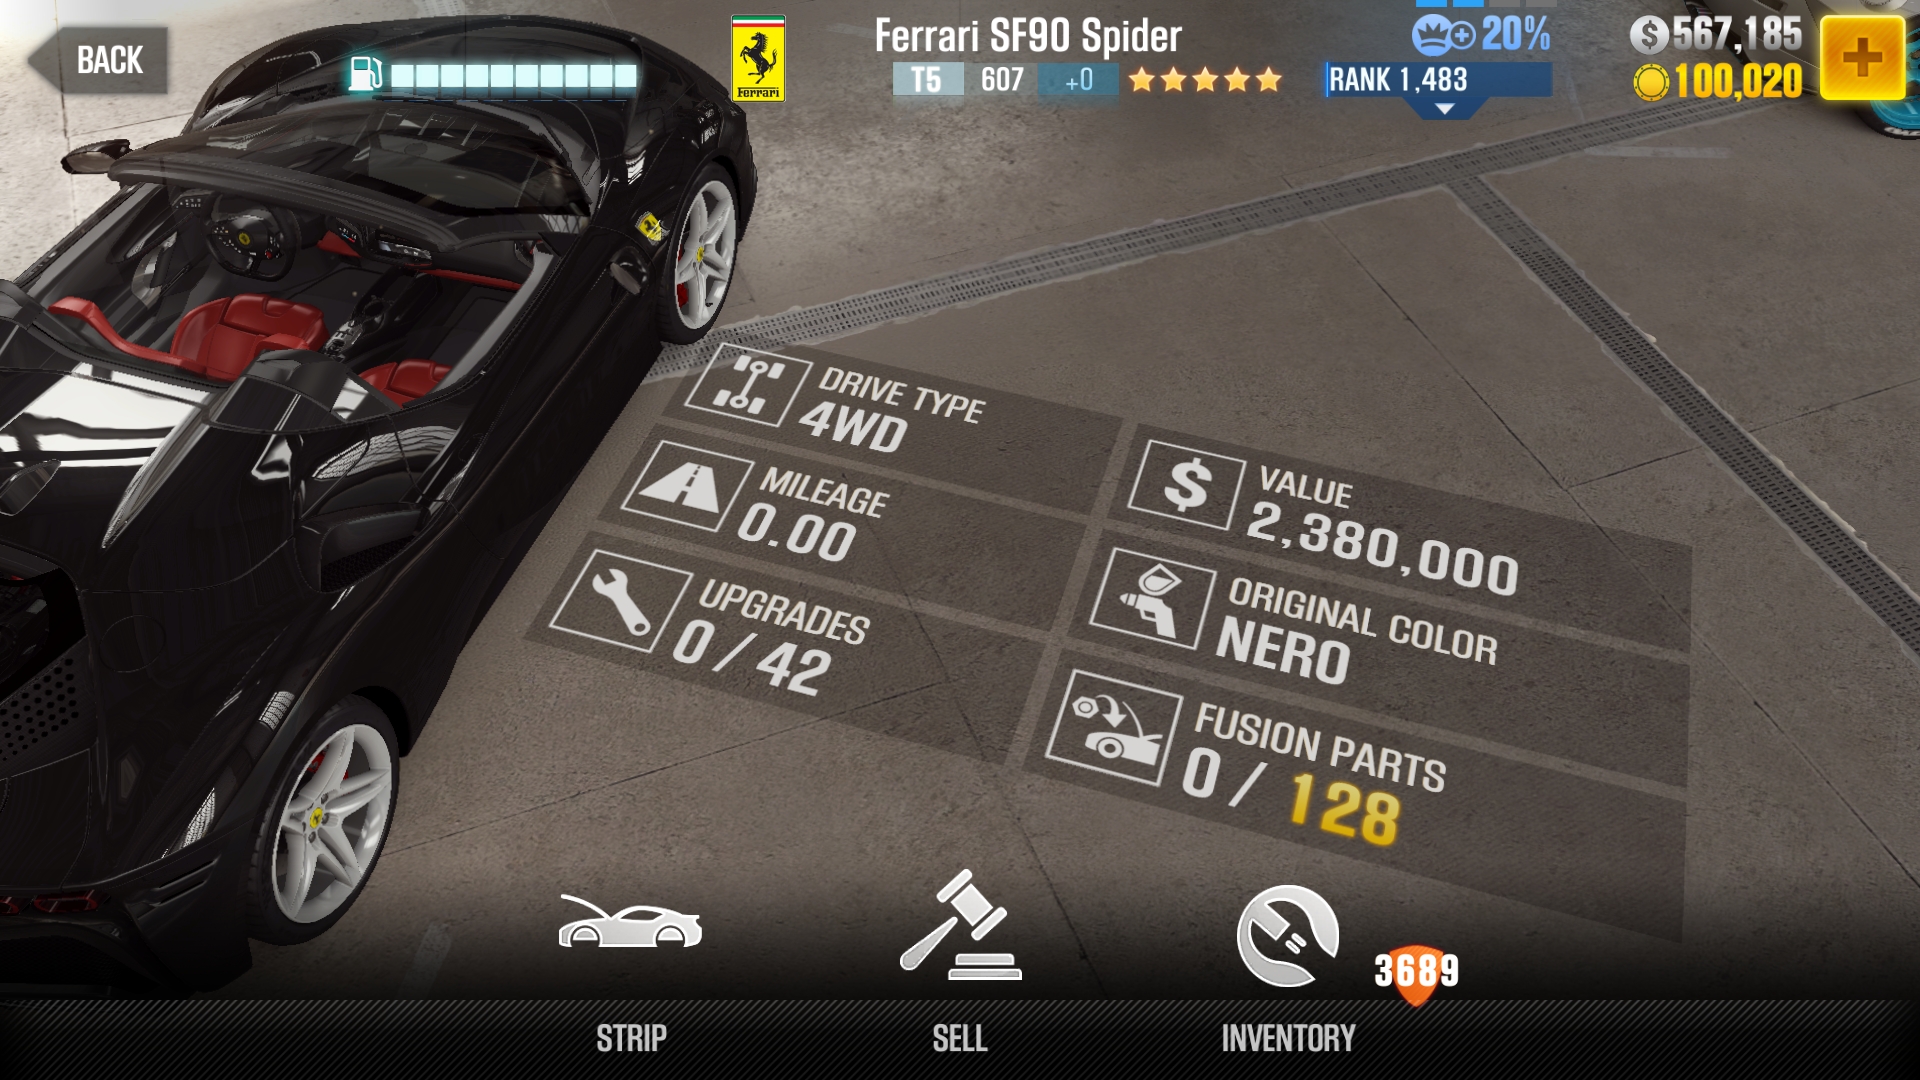 BACK
Ferrari
Ferrari SF90 Spider
T5 607 +0
20%
RANK 1,483
567,185
100,020
DRIVE TYPE
4WD
MILEAGE
0.00
UPGRADES
0 / 42
VALUE
2,380,000
ORIGINAL COLOR
NERO
FUSION PARTS
0 / 128
STRIP
SELL
INVENTORY
3689